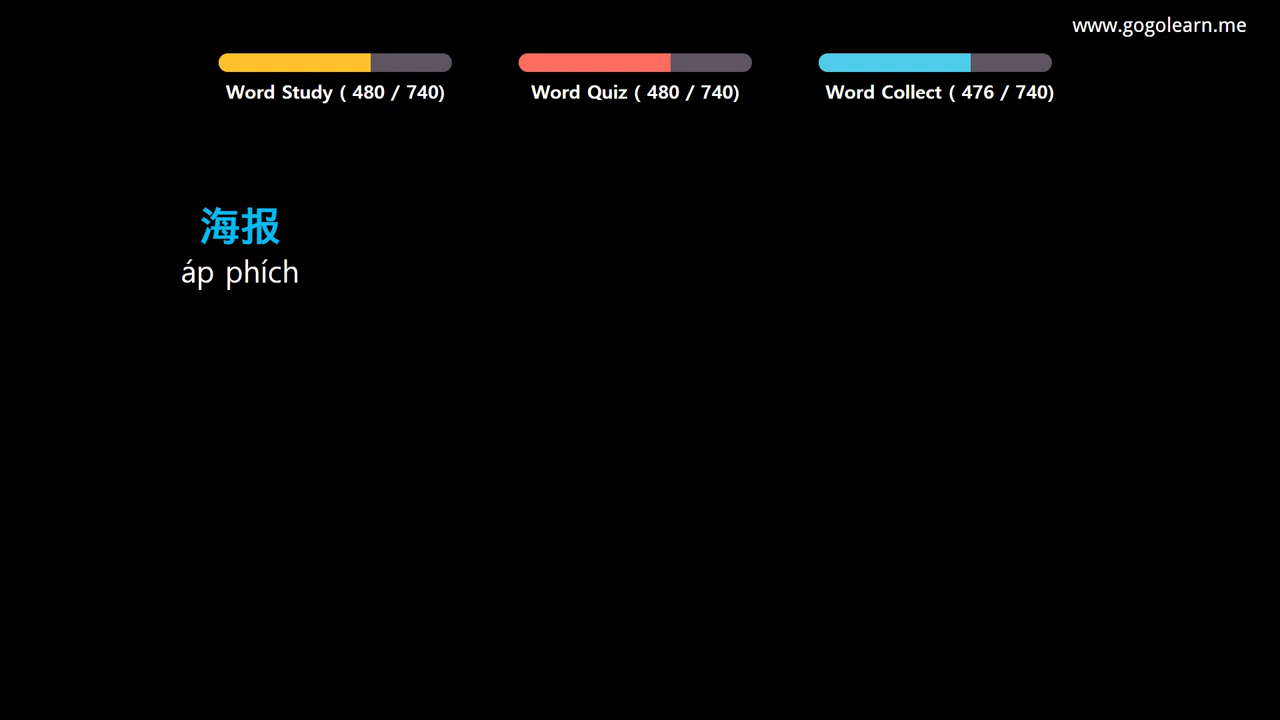 www.gogolearn.me
Word Study ( 480 / 740)
Word Quiz ( 480 / 740)
Word Collect ( 476 / 740)
海报
áp phích